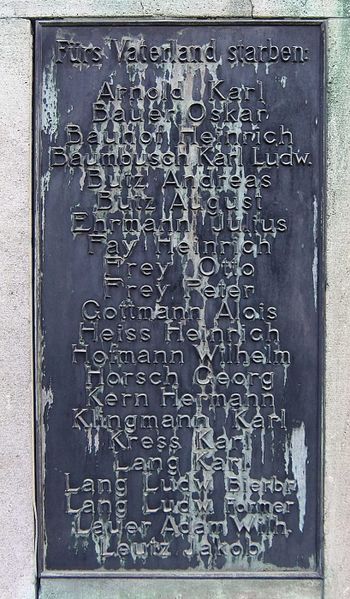 Fürs Vaterland starben:
Arnold Karl
Bauer Oskar
Baudon Heinrich
Baumbusch Karl Ludw.
Butz Andreas
Butz August
Ehrmann Julius
Fay Heinrich
Frey Otto
Frey Peter
Gottmann Alois
Heiss Heinrich
Hofmann Wilhelm
Horsch Georg
Kern Hermann
Klingmann Karl
Kress Karl
Lang Karl
Lang Ludw. Bierbr.
Lang Ludw. Former
Lauer Adam Wilh.
Leutz Jakob